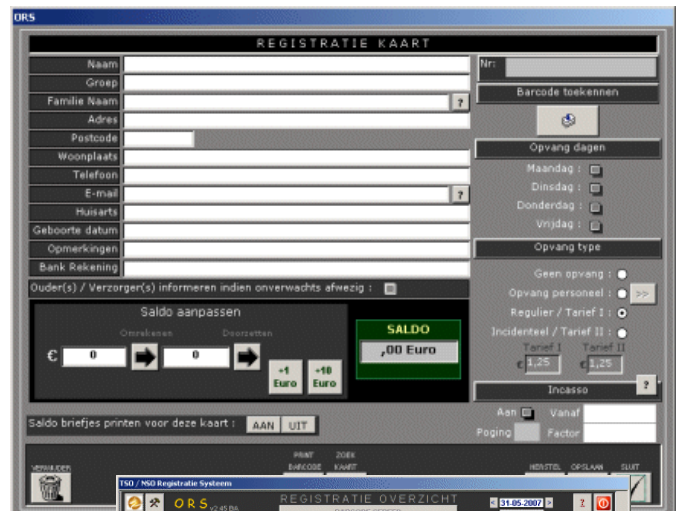 ORS
REGISTRATIE KAART
Naam
Groep
Familie Naam
?
Adres
Postcode
Woonplaats
Telefoon
E-mail
?
Huisarts
Geboorte datum
Opmerkingen
Bank Rekening
Ouder(s) / Verzorger(s) informeren indien onverwachts afwezig :
Saldo aanpassen
Omrekenen
Doorzetten
€ 0
0
+1 Euro
+10 Euro
SALDO
,00 Euro
Saldo briefjes printen voor deze kaart :
AAN
UIT
Nr:
Barcode toekennen
Opvang dagen
Maandag :
Dinsdag :
Donderdag :
Vrijdag :
Opvang type
Geen opvang :
Opvang personeel :
>>
Regulier / Tarief I :
Incidenteel / Tarief II :
Tarief I
Tarief II
€ 1,25
€ 1,25
Incasso
?
Aan
Vanaf
Poging
Factor
VERWIJDEREN
PRINT BARCODE
ZOEK KAART
HERSTEL
OPSLAAN
SLUIT
TSO / NSO Registratie Systeem
ORS
REGISTRATIE OVERZICHT
< 31-05-2007 >
?